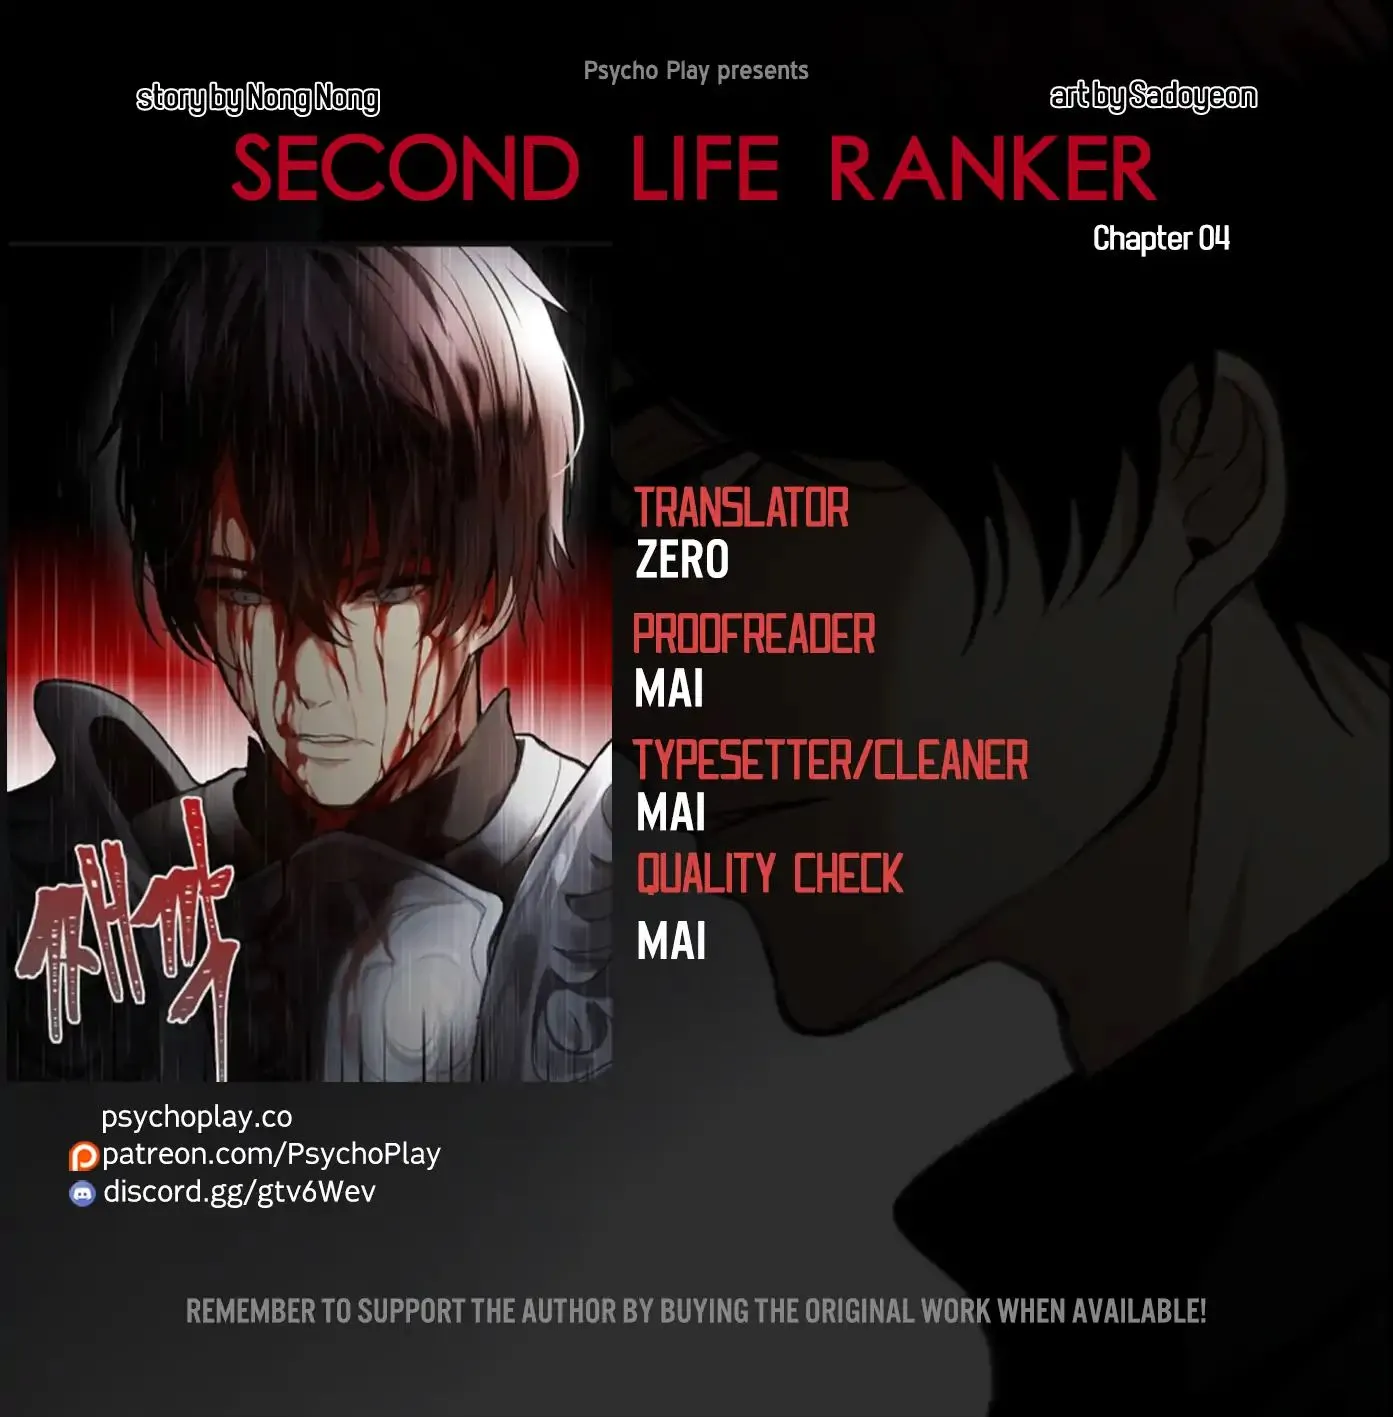 Psycho Play presents
story by Nong Nong
art by Sadoyeon
SECOND LIFE RANKER
Chapter 04
TRANSLATOR
ZERO
PROOFREADER
MAI
TYPESETTER/CLEANER
MAI
QUALITY CHECK
MAI
psychoplay.co
patreon.com/PsychoPlay
discord.gg/gtv6Wev
REMEMBER TO SUPPORT THE AUTHOR BY BUYING THE ORIGINAL WORK WHEN AVAILABLE!